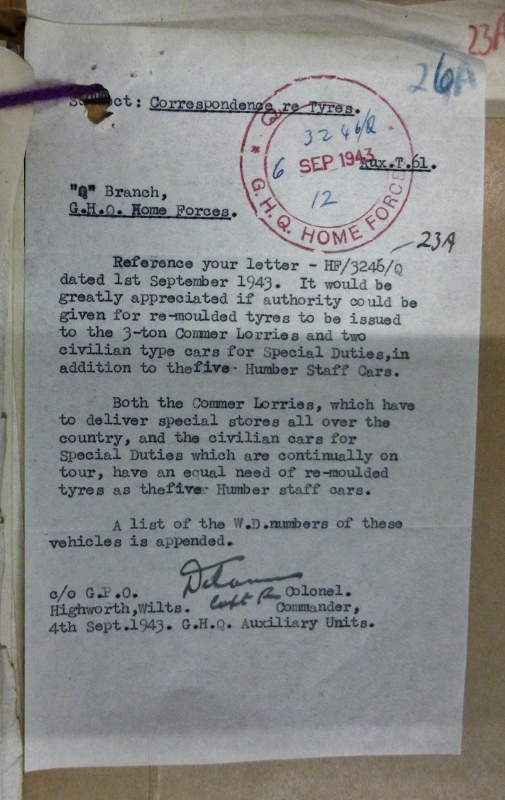 23A
26A
Subject: Correspondence re Tyres.
Q
3246/Q
6 SEP 1943
12
G.H.Q. HOME FORCES
Aux.T.61.
"Q" Branch,
G.H.Q. Home Forces.
23A
Reference your letter - HF/3246/Q
dated 1st September 1943. It would be
greatly appreciated if authority could be
given for re-moulded tyres to be issued
to the 3-ton Commer Lorries and two
civilian type cars for Special Duties,in
addition to thefive Humber Staff Cars.
Both the Commer Lorries, which have
to deliver special stores all over the
country, and the civilian cars for
Special Duties which are continually on
tour, have an equal need of re-moulded
tyres as thefive Humber staff cars.
A list of the W.D.numbers of these
vehicles is appended.
Capt
c/o G.P.O. Colonel.
Highworth,Wilts. Commander,
4th Sept.1943. G.H.Q. Auxiliary Units.